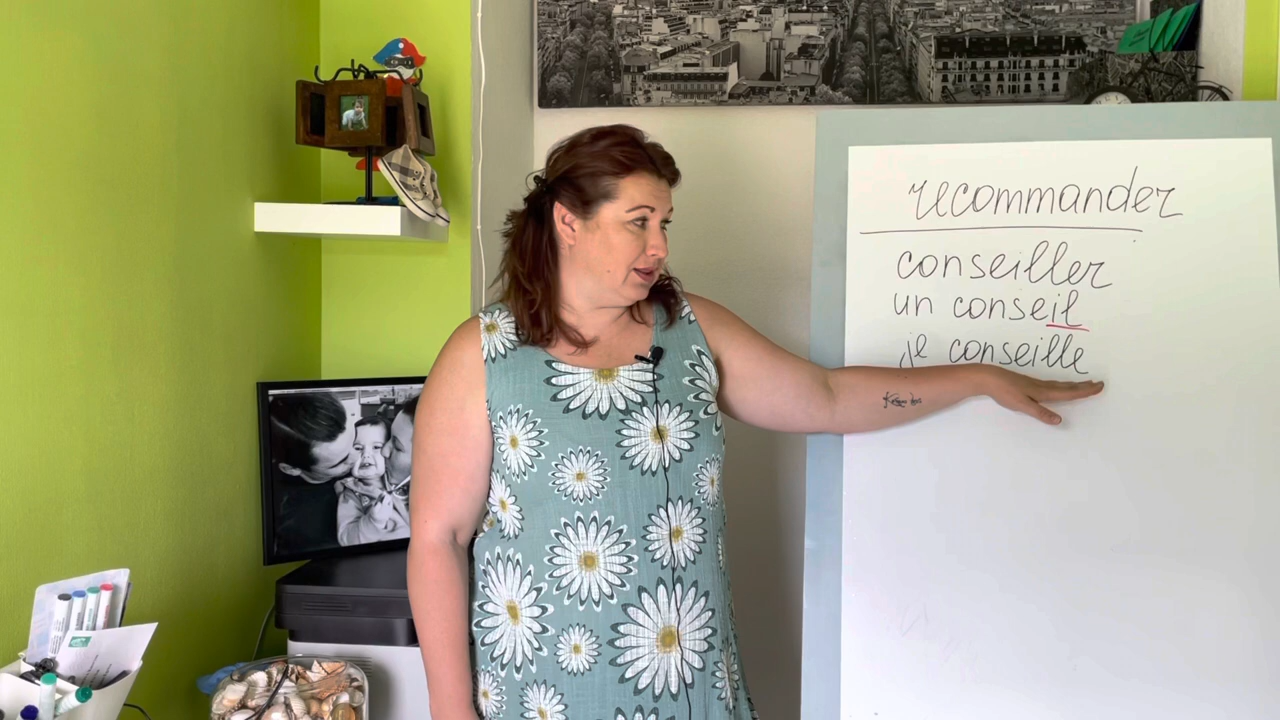 recommander
conseiller
un conseil
je conseille